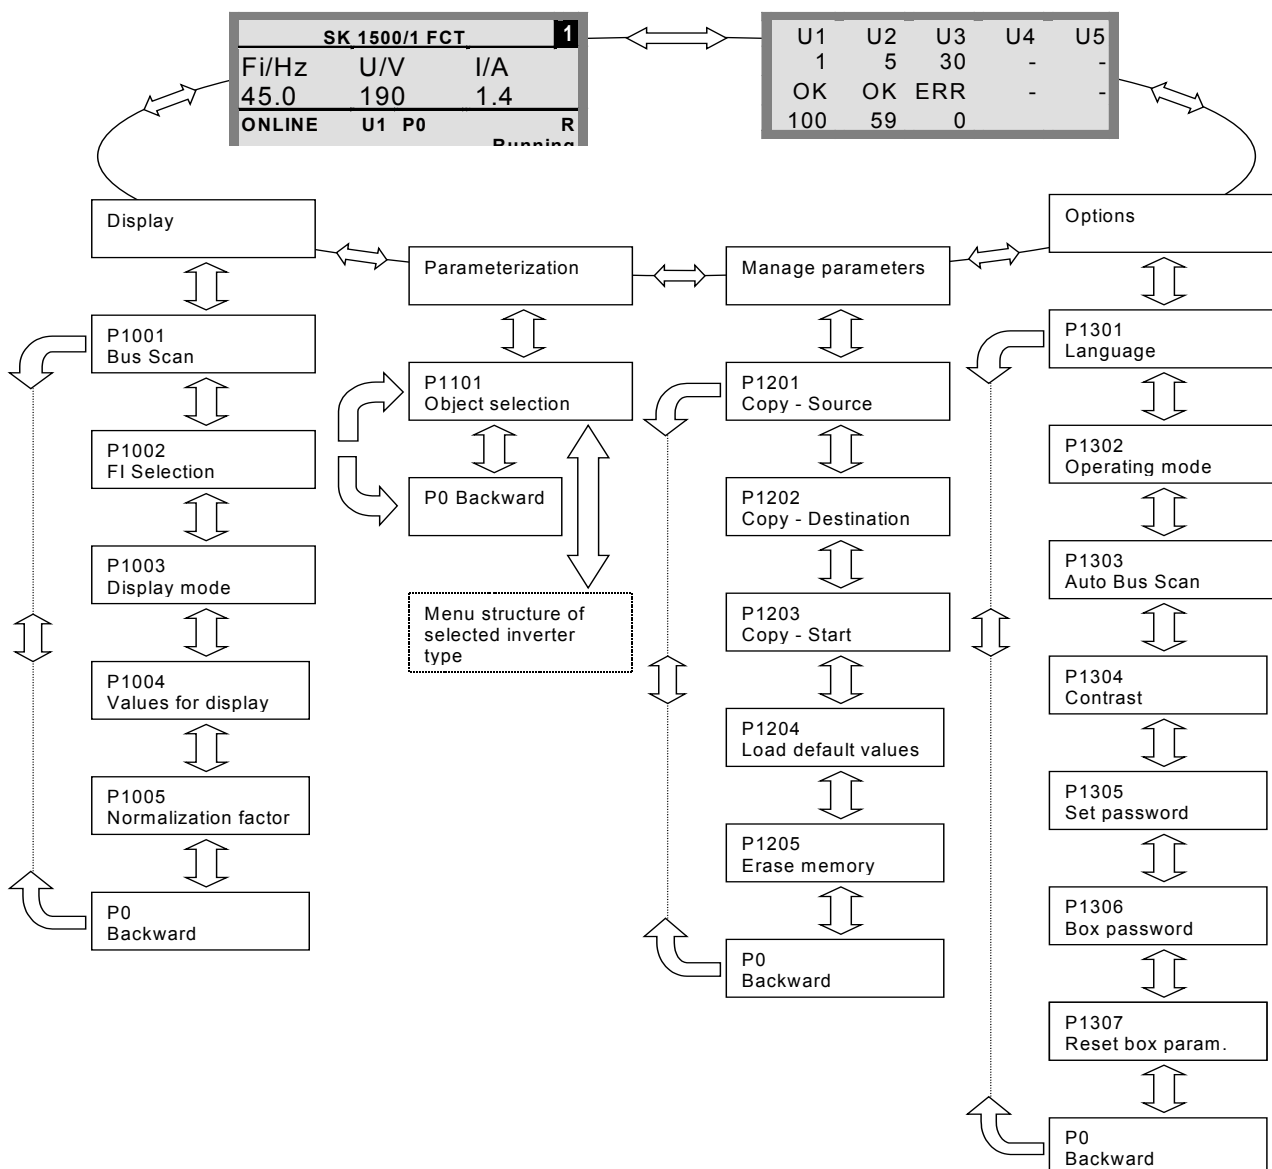 SK 1500/1 FCT 1
Fi/Hz U/V I/A
45.0 190 1.4
ONLINE U1 P0 R
Running
U1 U2 U3 U4 U5
1 5 30 - -
OK OK ERR - -
100 59 0
Display
P1001
Bus Scan
P1002
FI Selection
P1003
Display mode
P1004
Values for display
P1005
Normalization factor
P0
Backward
Parameterization
P1101
Object selection
P0 Backward
Menu structure of
selected inverter
type
Manage parameters
P1201
Copy - Source
P1202
Copy - Destination
P1203
Copy - Start
P1204
Load default values
P1205
Erase memory
P0
Backward
Options
P1301
Language
P1302
Operating mode
P1303
Auto Bus Scan
P1304
Contrast
P1305
Set password
P1306
Box password
P1307
Reset box param.
P0
Backward